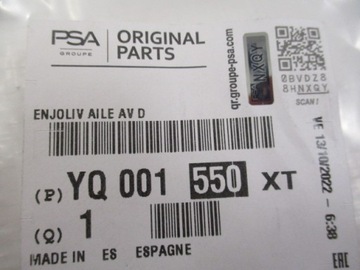 PSA
GROUPE
ORIGINAL
PARTS
qr.groupe-psa.com
NXQY
0BVDZ8
8HNXQY
SCAN /
ENJOLIV AILE AV D
(P) YQ 001 550 XT
(Q) 1
MADE IN ES ESPAGNE
VE 13/10/2022 - 6:38
EAC